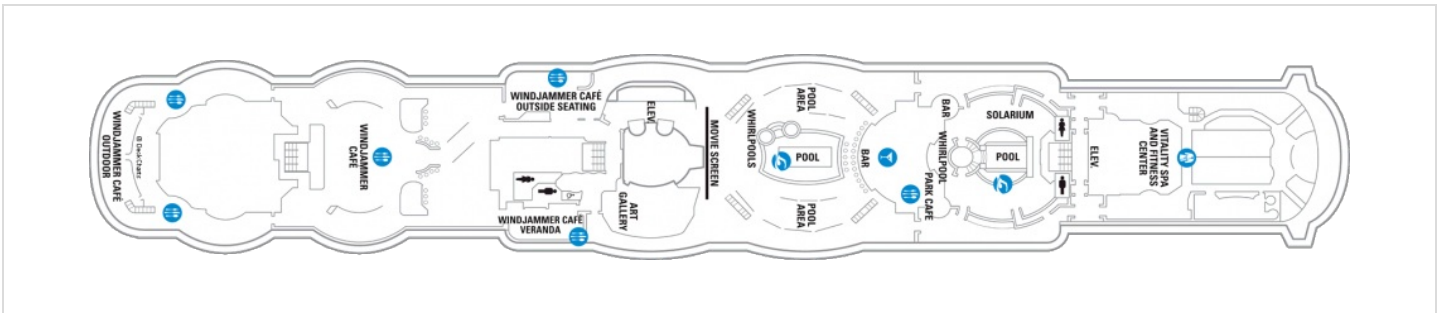 WINDJAMMER CAFÉ
OUTDOOR
WINDJAMMER
CAFÉ
WINDJAMMER CAFÉ
OUTSIDE SEATING
WINDJAMMER CAFÉ
VERANDA
ELEV.
ART
GALLERY
MOVIE SCREEN
WHIRLPOOLS
POOL
AREA
POOL
POOL
AREA
BAR
BAR
WHIRLPOOL
PARK CAFÉ
SOLARIUM
POOL
ELEV.
VITALITY SPA
AND FITNESS
CENTER